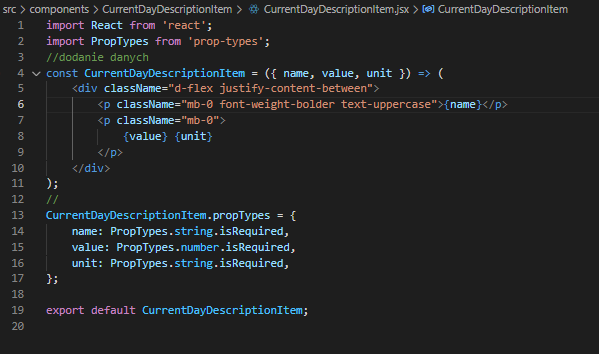 src > components > CurrentDayDescriptionItem > CurrentDayDescriptionItem.jsx > CurrentDayDescriptionItem
1 import React from 'react';
2 import PropTypes from 'prop-types';
3 //dodanie danych
4 const CurrentDayDescriptionItem = ({ name, value, unit }) => (
5     <div className="d-flex justify-content-between">
6         <p className="mb-0 font-weight-bolder text-uppercase">{name}</p>
7         <p className="mb-0">
8             {value} {unit}
9         </p>
10     </div>
11 );
12 //
13 CurrentDayDescriptionItem.propTypes = {
14     name: PropTypes.string.isRequired,
15     value: PropTypes.number.isRequired,
16     unit: PropTypes.string.isRequired,
17 };
18
19 export default CurrentDayDescriptionItem;
20